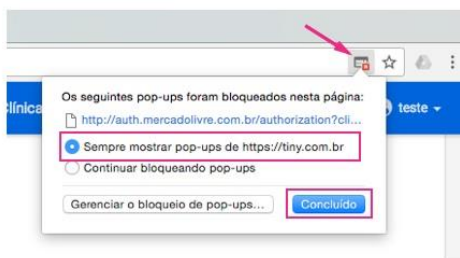 Clínica
teste
Os seguintes pop-ups foram bloqueados nesta página:
http://auth.mercadolivre.com.br/authorization?cli...
Sempre mostrar pop-ups de https://tiny.com.br
Continuar bloqueando pop-ups
Gerenciar o bloqueio de pop-ups...
Concluído